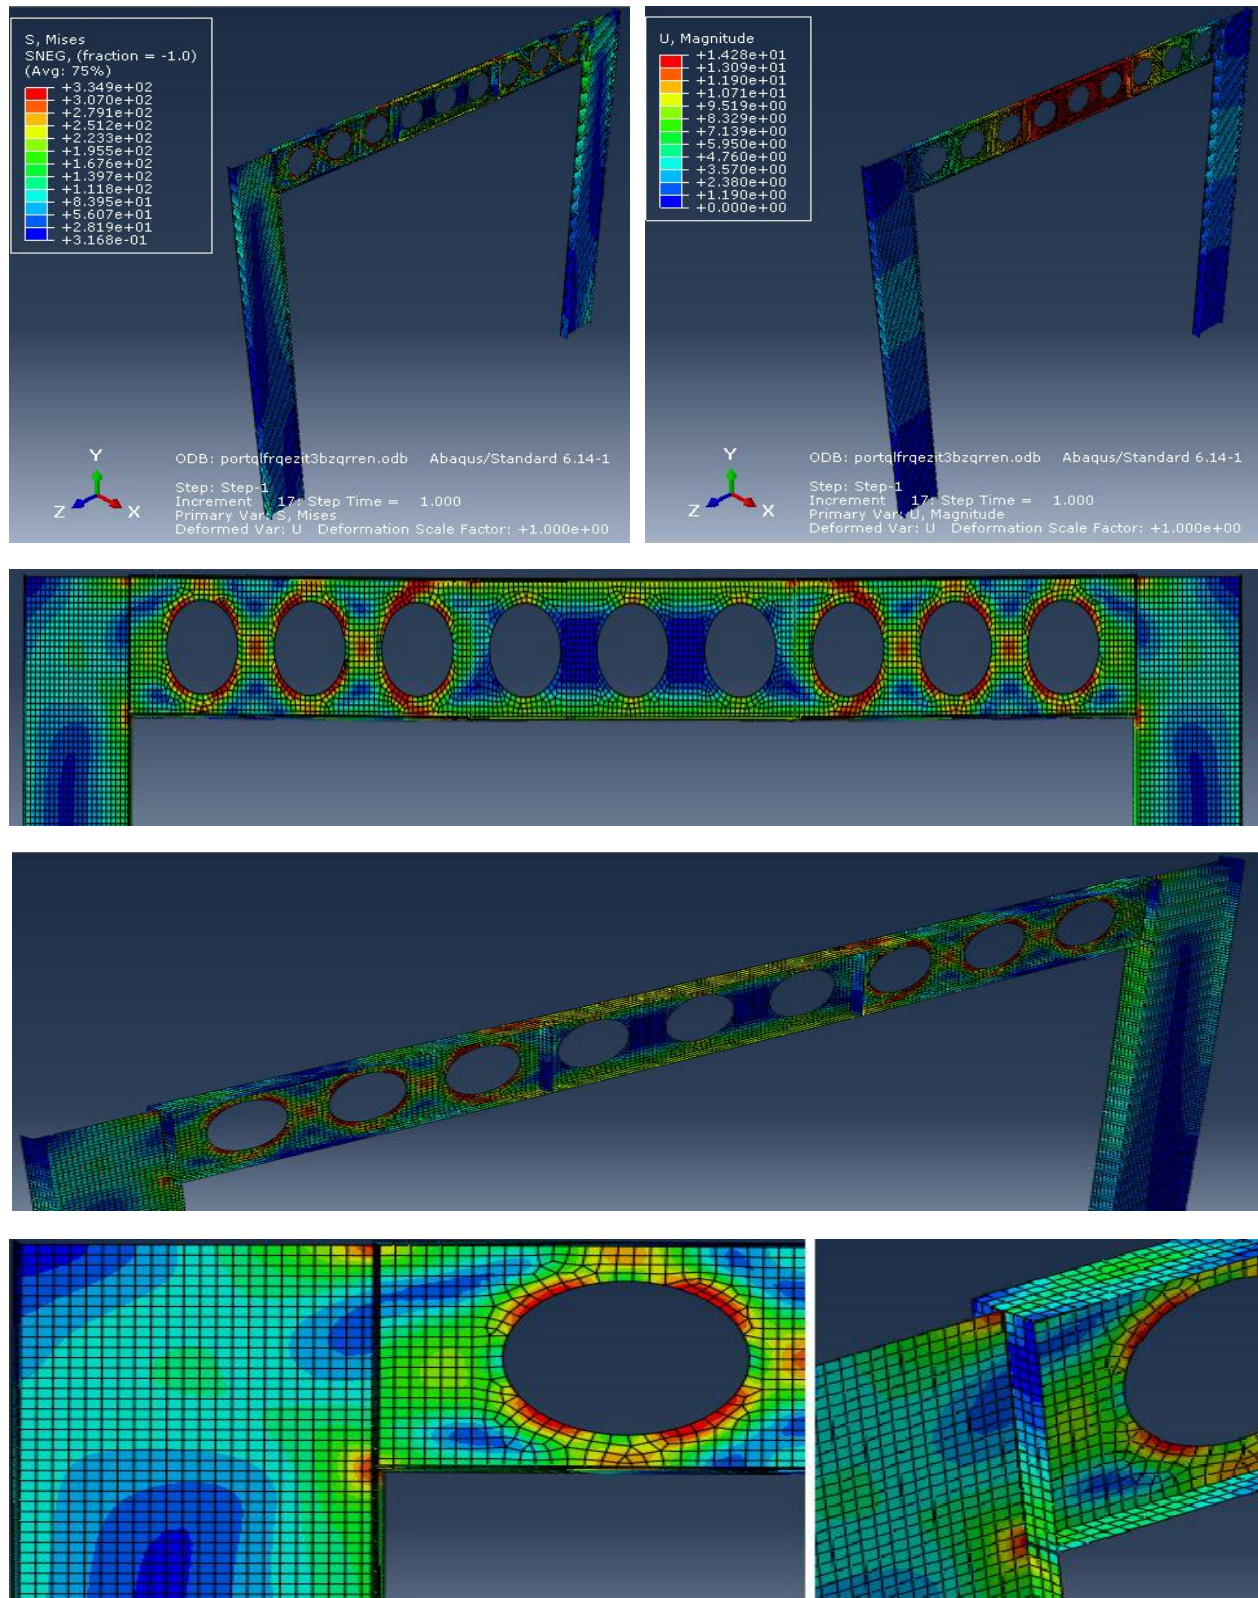 S, Mises
SNEG, (fraction = -1.0)
(Avg: 75%)
+3.349e+02
+3.070e+02
+2.791e+02
+2.512e+02
+2.233e+02
+1.955e+02
+1.676e+02
+1.397e+02
+1.118e+02
+8.395e+01
+5.607e+01
+2.819e+01
+3.168e-01
Y
Z
X
ODB: portqlfrqezit3bzqrren.odb Abaqus/Standard 6.14-1
Step: Step-1
Increment 17: Step Time = 1.000
Primary Var: S, Mises
Deformed Var: U Deformation Scale Factor: +1.000e+00
U, Magnitude
+1.428e+01
+1.309e+01
+1.190e+01
+1.071e+01
+9.519e+00
+8.329e+00
+7.139e+00
+5.950e+00
+4.760e+00
+3.570e+00
+2.380e+00
+1.190e+00
+0.000e+00
Y
Z
X
ODB: portqlfrqezit3bzqrren.odb Abaqus/Standard 6.14-1
Step: Step-1
Increment 17: Step Time = 1.000
Primary Var: U, Magnitude
Deformed Var: U Deformation Scale Factor: +1.000e+00